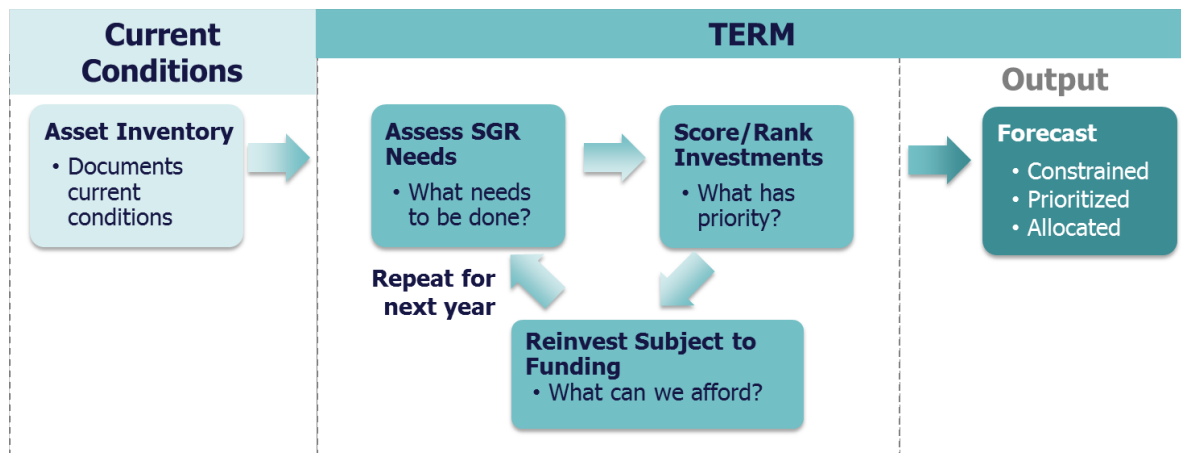 Current
Conditions
TERM
Output
Asset Inventory
• Documents
current
conditions
Assess SGR
Needs
• What needs
to be done?
Score/Rank
Investments
• What has
priority?
Forecast
• Constrained
• Prioritized
• Allocated
Repeat for
next year
Reinvest Subject to
Funding
• What can we afford?